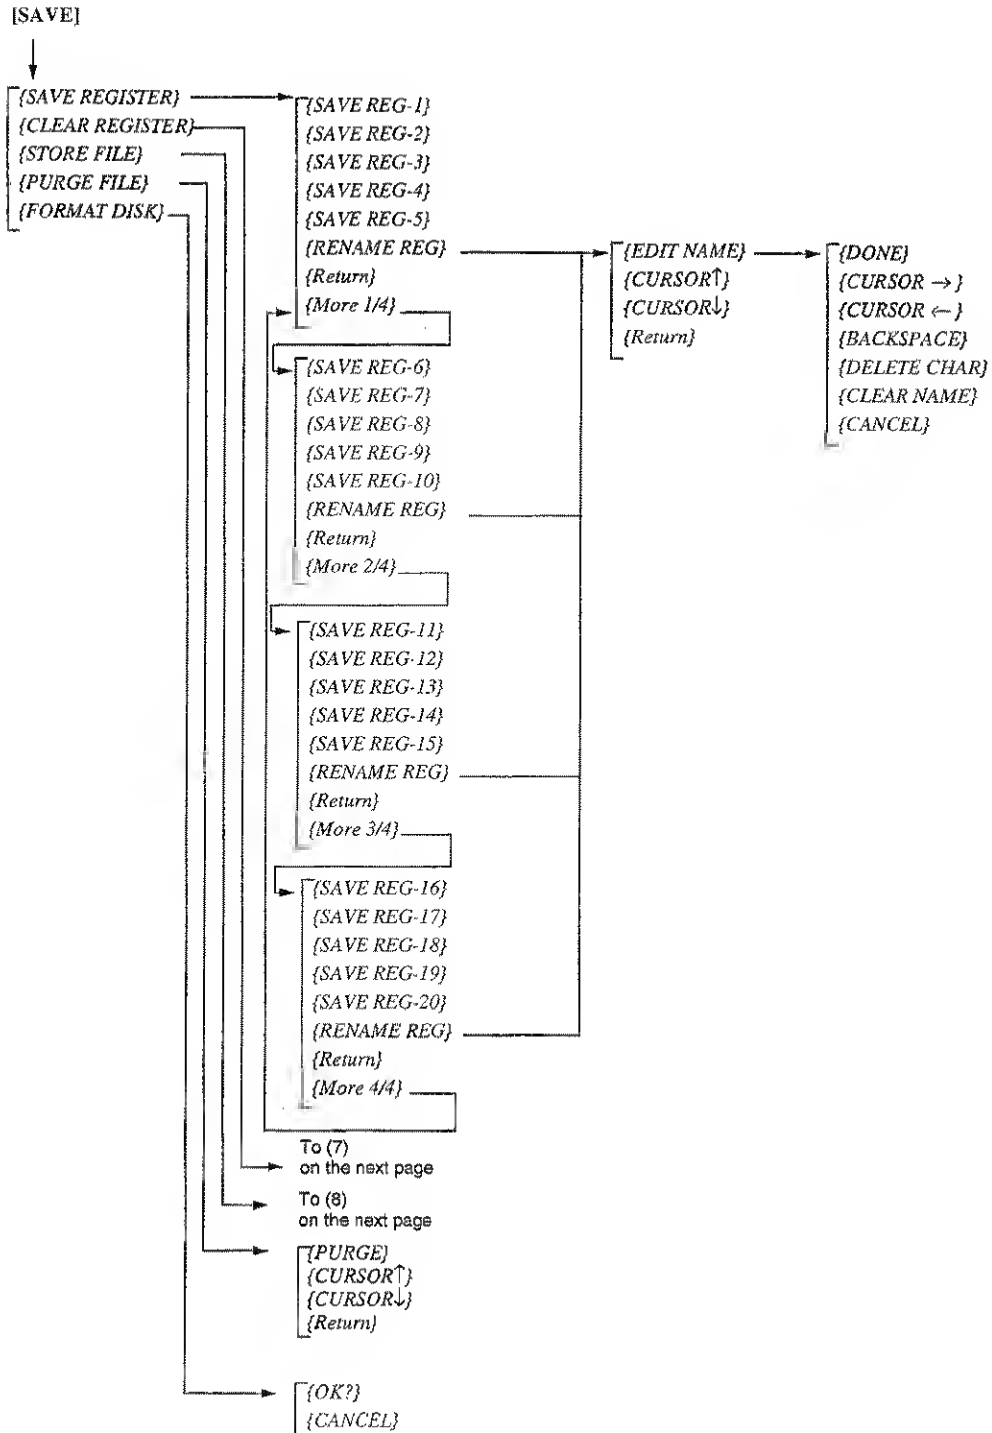 [SAVE]
{SAVE REGISTER}
{CLEAR REGISTER}
{STORE FILE}
{PURGE FILE}
{FORMAT DISK}
{SAVE REG-1}
{SAVE REG-2}
{SAVE REG-3}
{SAVE REG-4}
{SAVE REG-5}
{RENAME REG}
{Return}
{More 1/4}
{SAVE REG-6}
{SAVE REG-7}
{SAVE REG-8}
{SAVE REG-9}
{SAVE REG-10}
{RENAME REG}
{Return}
{More 2/4}
{SAVE REG-11}
{SAVE REG-12}
{SAVE REG-13}
{SAVE REG-14}
{SAVE REG-15}
{RENAME REG}
{Return}
{More 3/4}
{SAVE REG-16}
{SAVE REG-17}
{SAVE REG-18}
{SAVE REG-19}
{SAVE REG-20}
{RENAME REG}
{Return}
{More 4/4}
{EDIT NAME}
{CURSOR↑}
{CURSOR↓}
{Return}
{DONE}
{CURSOR →}
{CURSOR ←}
{BACKSPACE}
{DELETE CHAR}
{CLEAR NAME}
{CANCEL}
To (7)
on the next page
To (8)
on the next page
{PURGE}
{CURSOR↑}
{CURSOR↓}
{Return}
{OK?}
{CANCEL}